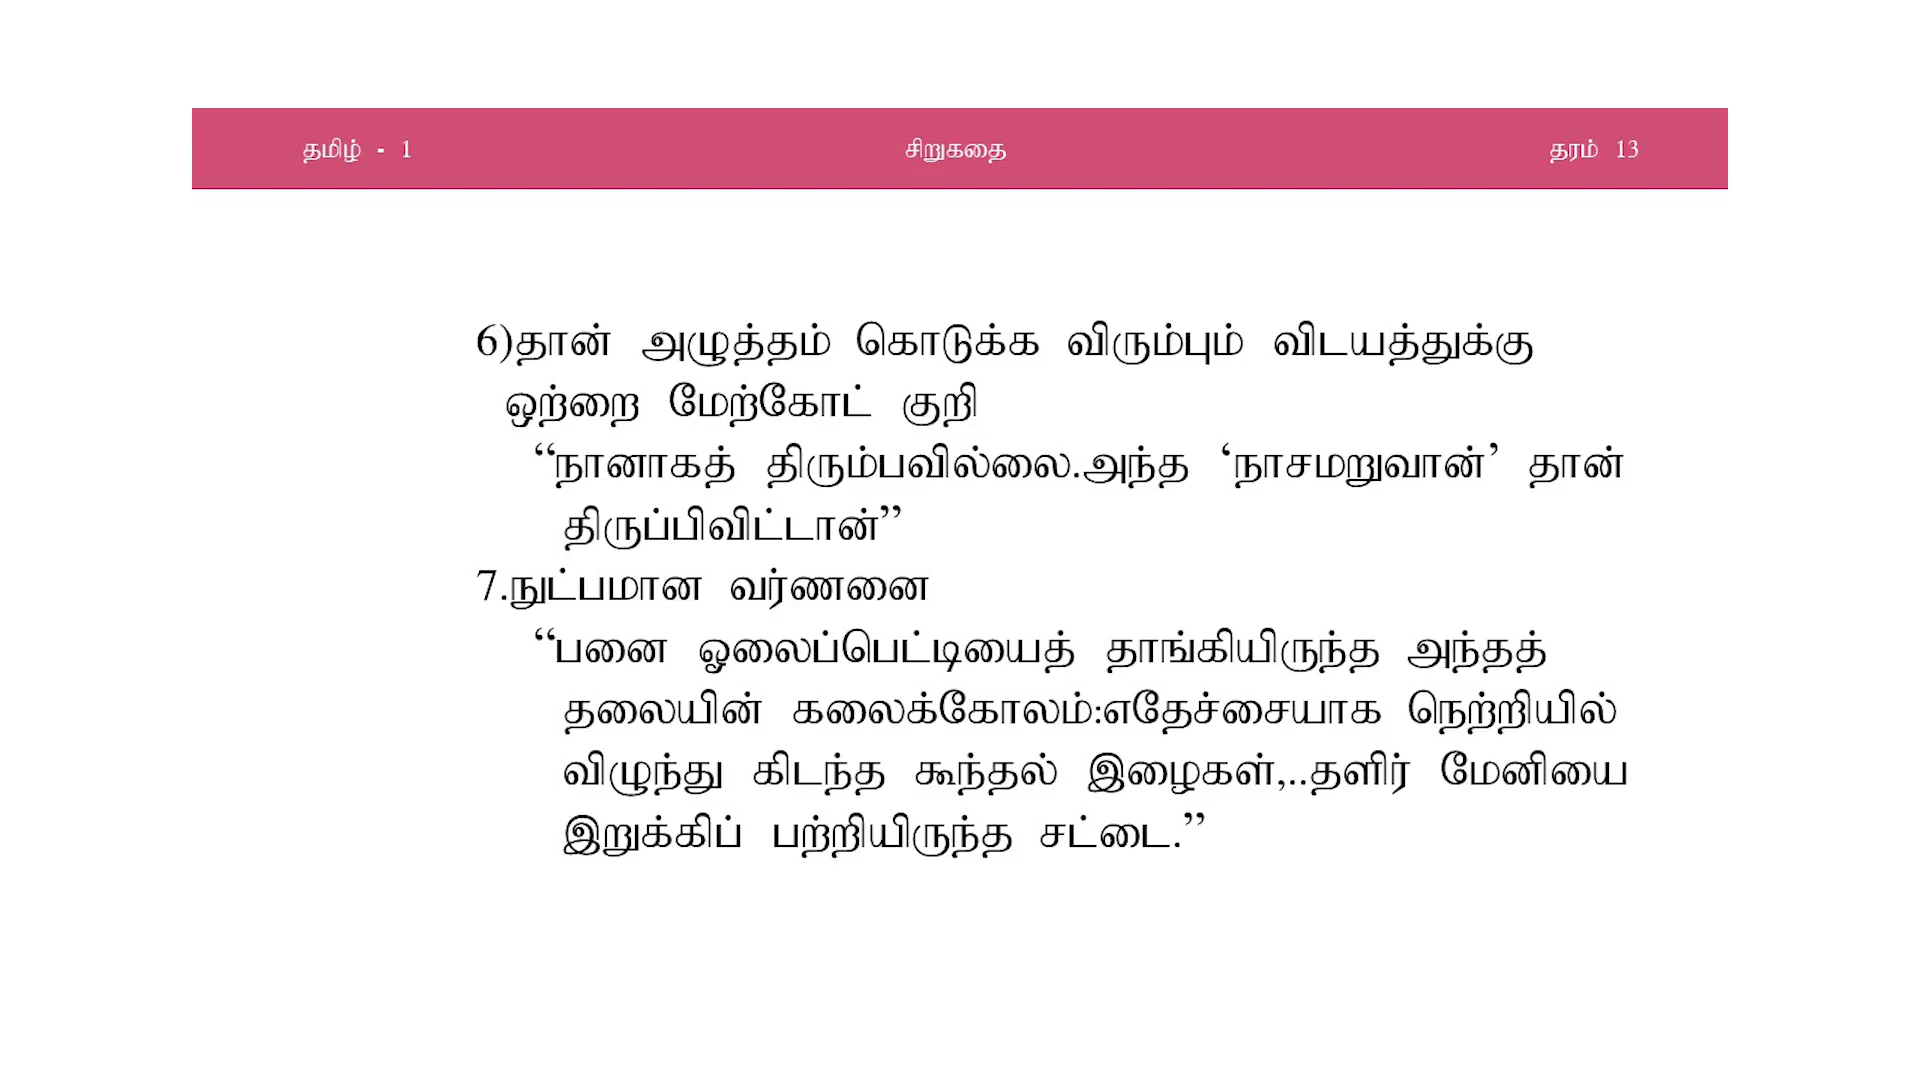 தமிழ் - 1
சிறுகதை
தரம் 13
6)தான் அழுத்தம் கொடுக்க விரும்பும் விடயத்துக்கு
ஒற்றை மேற்கோட் குறி
“நானாகத் திரும்பவில்லை.அந்த ‘நாசமறுவான்’ தான்
திருப்பிவிட்டான்”
7.நுட்பமான வர்ணனை
“பனை ஓலைப்பெட்டியைத் தாங்கியிருந்த அந்தத்
தலையின் கலைக்கோலம்:எதேச்சையாக நெற்றியில்
விழுந்து கிடந்த கூந்தல் இழைகள்,..தளிர் மேனியை
இறுக்கிப் பற்றியிருந்த சட்டை.”